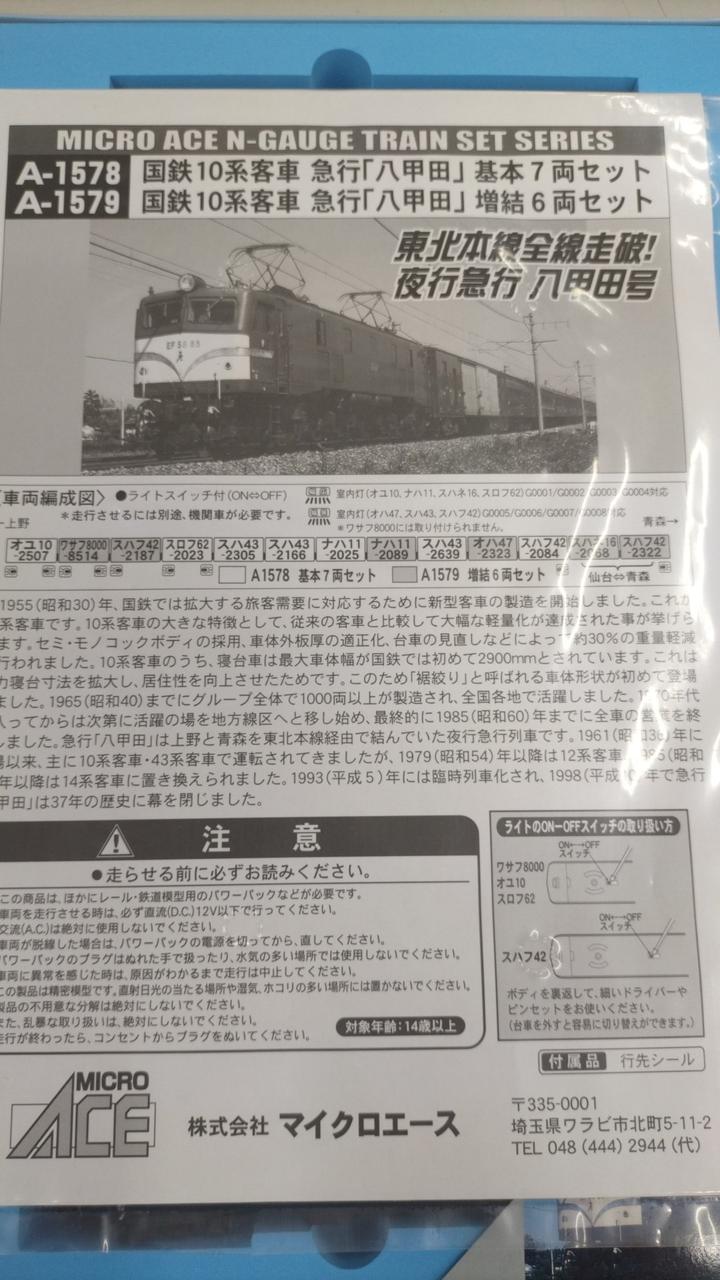 MICRO ACE N-GAUGE TRAIN SET SERIES
A-1578 国鉄10系客車 急行「八甲田」基本7両セット
A-1579 国鉄10系客車 急行「八甲田」増結6両セット
東北本線全線走破!
夜行急行 八甲田号
EF 58 85
車両編成図〉 ●ライトスイッチ付(ON⇔OFF)
室内灯(オユ10、ナハ11、スハネ16、スロフ62)G0001/G0002 G0003 G0004対応
室内灯(オハ47、スハ43、スハフ42)G0005/G0006/G0007/G0008対応
＊走行させるには別途、機関車が必要です。
＊ワサフ8000には取り付けられません。
←上野
青森→
オユ10 ワサフ8000 スハフ42 スロフ62 スハ43 スハ43 ナハ11 ナハ11 スハ43 オハ47 スハフ42 スハフ42
-2507 -8514 -2187 -2023 -2305 -2166 -2025 -2089 -2639 -2323 -2084 -2322
A1578 基本7両セット A1579 増結6両セット 仙台⇔青森
1955(昭和30)年、国鉄では拡大する旅客需要に対応するために新型客車の製造を開始しました。これが
系客車です。10系客車の大きな特徴として、従来の客車と比較して大幅な軽量化が達成された事が挙げら
ます。セミ・モノコックボディの採用、車体外板厚の適正化、台車の見直しなどによって約30%の重量軽減
行われました。10系客車のうち、寝台車は最大車体幅が国鉄では初めて2900mmとされています。これは
力寝台寸法を拡大し、居住性を向上させたためです。このため「裾絞り」と呼ばれる車体形状が初めて登場
ました。1965(昭和40)までにグループ全体で1000両以上が製造され、全国各地で活躍しました。1970年代
入ってからは次第に活躍の場を地方線区へと移し始め、最終的に1985(昭和60)年までに全車の営業を終
しました。急行「八甲田」は上野と青森を東北本線経由で結んでいた夜行急行列車です。1961(昭和36)年に
場以来、主に10系客車・43系客車で運転されてきましたが、1979(昭和54)年以降は12系客車、1985(昭和
年以降は14系客車に置き換えられました。1993(平成5)年には臨時列車化され、1998(平成10)年で急行
甲田」は37年の歴史に幕を閉じました。
注 意
●走らせる前に必ずお読みください。
この商品は、ほかにレール・鉄道模型用のパワーパックなどが必要です。
車両を走行させる時は、必ず直流(D.C.)12V以下で行ってください。
交流(A.C.)は絶対に使用しないでください。
車両が脱線した場合は、パワーパックの電源を切ってから、直してください。
パワーパックのプラグはぬれた手で扱ったり、水気の多い場所では使用しないでください。
車両に異常を感じた時は、原因がわかるまで走行は中止してください。
この製品は精密模型です。直射日光の当たる場所や湿気、ホコリの多い場所には置かないでください。
製品の不用意な分解は絶対にしないでください。
また、乱暴な取り扱いは、絶対にしないでください。
走行が終わったら、コンセントからプラグをぬいてください。
対象年齢:14歳以上
ライトのON−OFFスイッチの取り扱い方
ON←→OFF
スイッチ
ワサフ8000
オユ10
スロフ62
ON←→OFF
スイッチ
スハフ42
ボディを裏返して、細いドライバーや
ピンセットをお使いください。
(台車を外すと容易に切り替えができます。)
付属品 行先シール
MICRO
ACE
株式会社 マイクロエース
〒335-0001
埼玉県ワラビ市北町5-11-2
TEL 048 (444) 2944 (代)